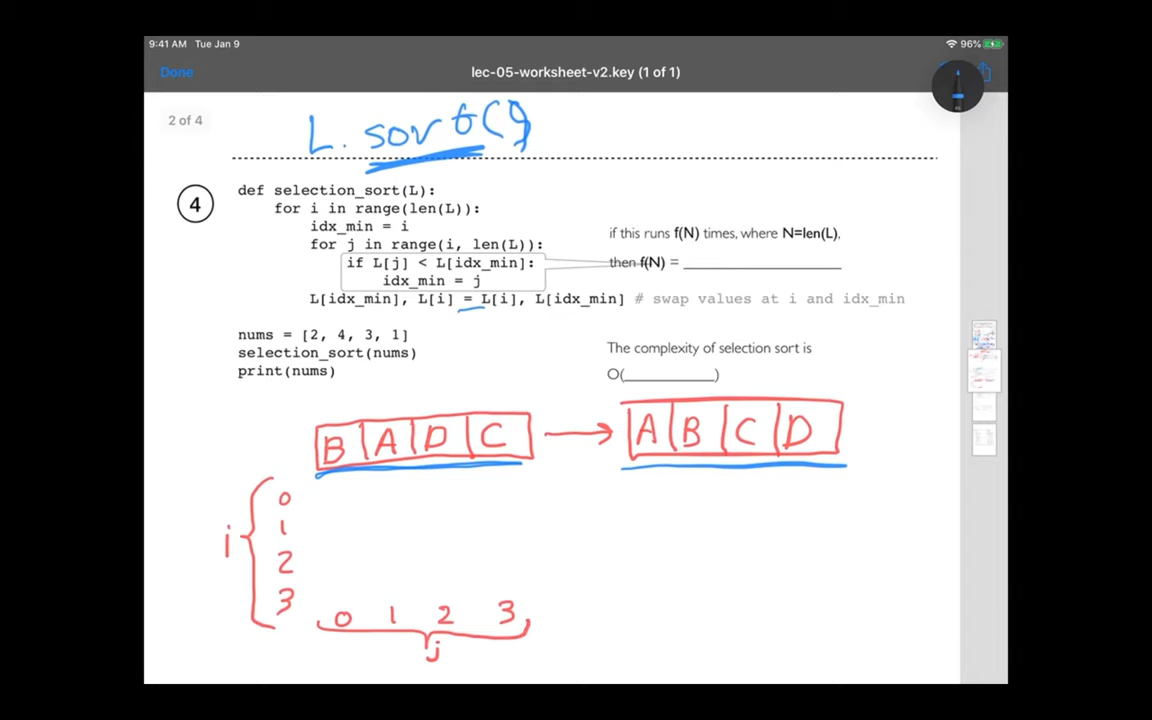 9:41 AM Tue Jan 9
96%
Done
lec-05-worksheet-v2.key (1 of 1)
2 of 4
L. sort()
4
def selection_sort(L):
for i in range(len(L)):
idx_min = i
for j in range(i, len(L)):
if L[j] < L[idx_min]:
idx_min = j
L[idx_min], L[i] = L[i], L[idx_min] # swap values at i and idx_min
if this runs f(N) times, where N=len(L),
then f(N) = ____________________
nums = [2, 4, 3, 1]
selection_sort(nums)
print(nums)
The complexity of selection sort is
O(____________)
B A D C → A B C D
0
1
i
2
3
0 1 2 3
j